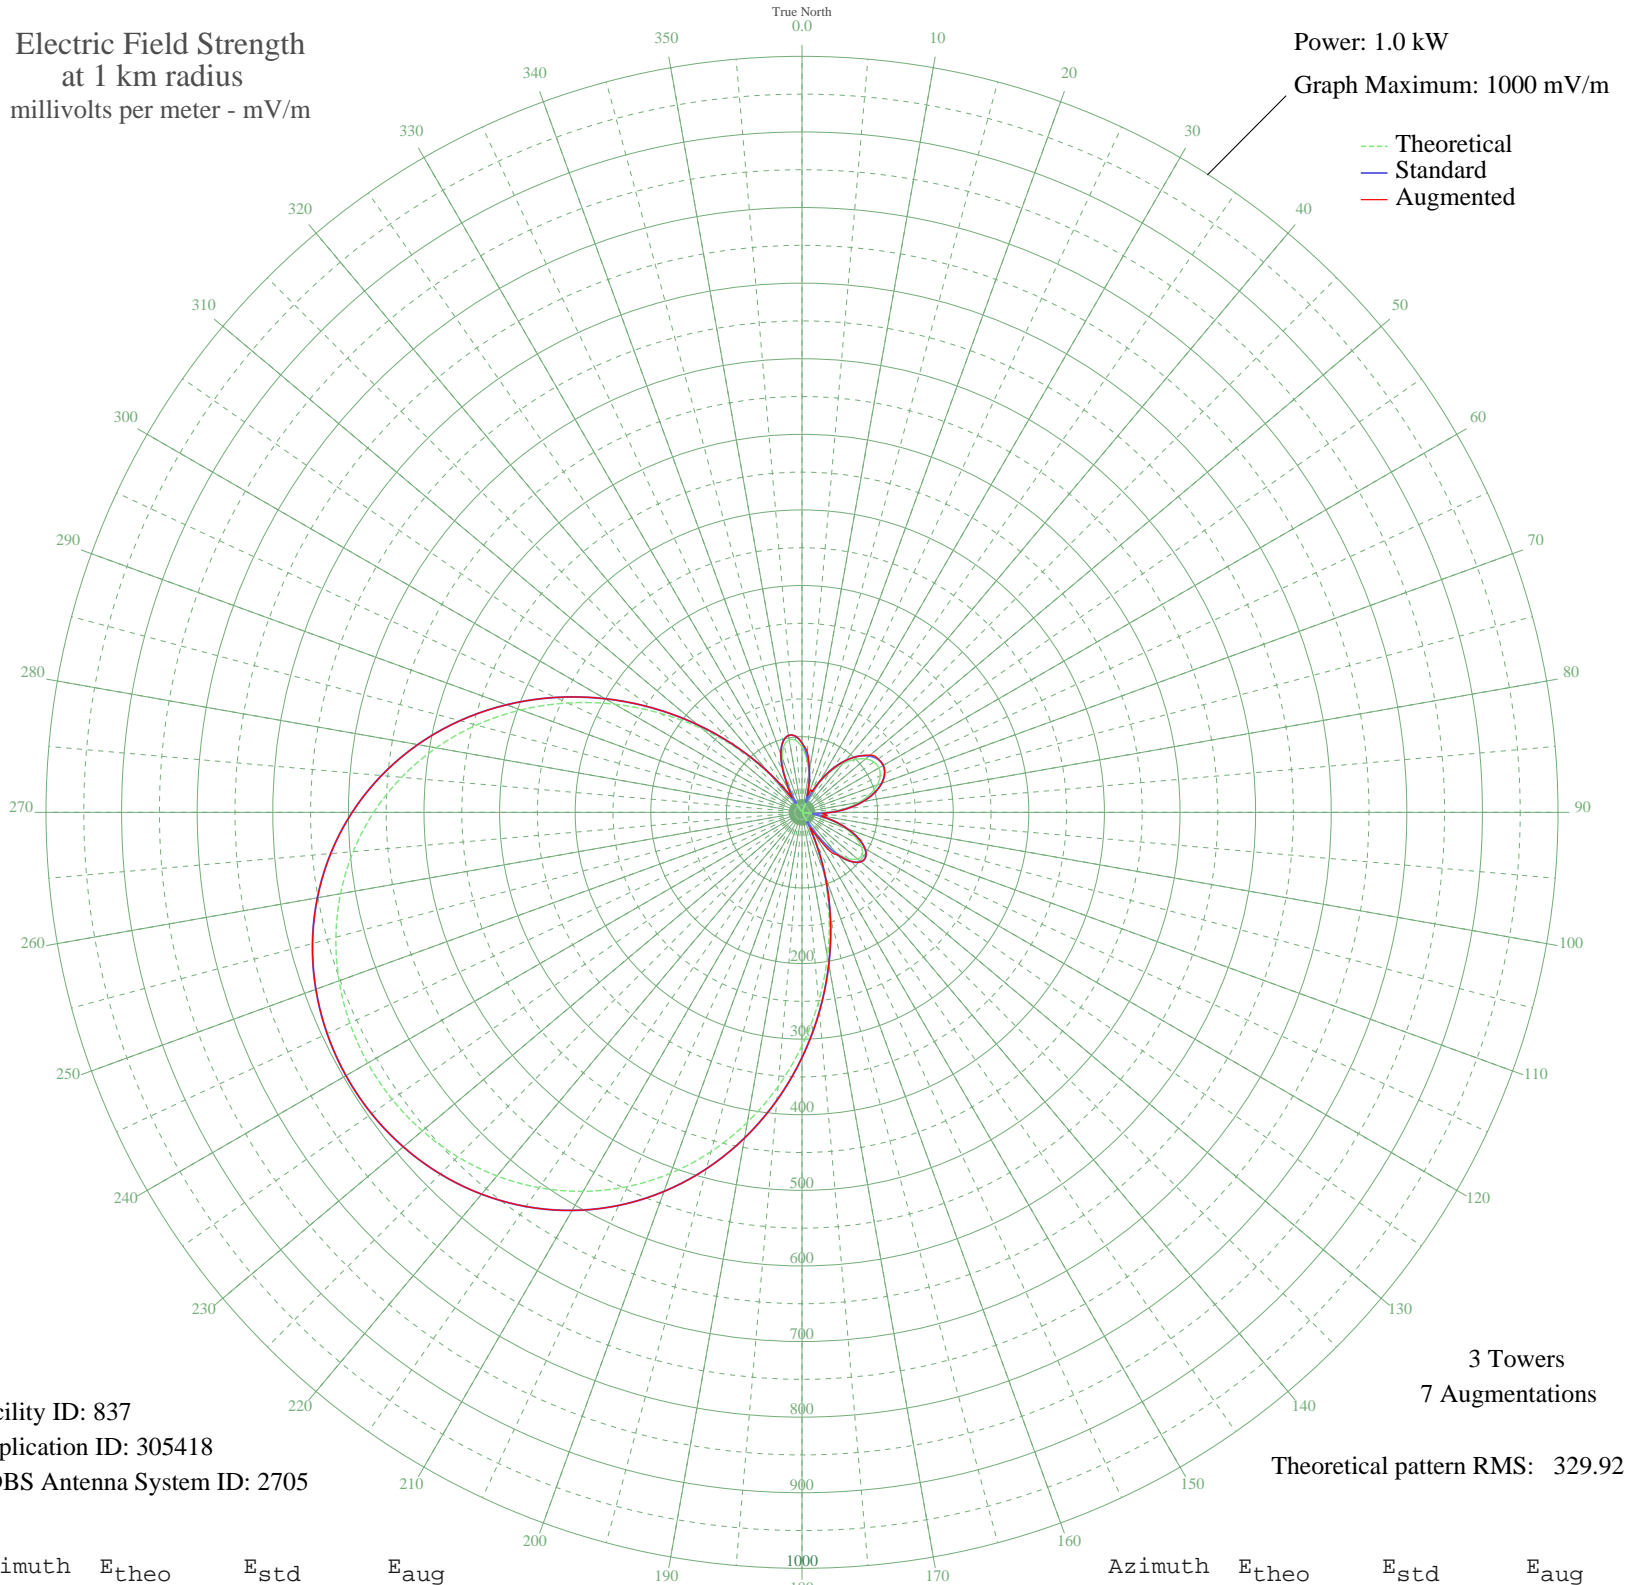 True North
0.0
Electric Field Strength
at 1 km radius
millivolts per meter - mV/m
Power: 1.0 kW
Graph Maximum: 1000 mV/m
Theoretical
Standard
Augmented
10
20
30
40
50
60
70
80
90
100
110
120
130
140
150
160
170
190
200
210
220
230
240
250
260
270
280
290
300
310
320
330
340
350
200
300
400
500
600
700
800
900
1000
3 Towers
7 Augmentations
Theoretical pattern RMS: 329.92
cility ID: 837
plication ID: 305418
DBS Antenna System ID: 2705
imuth Etheo Estd Eaug
Azimuth Etheo Estd Eaug